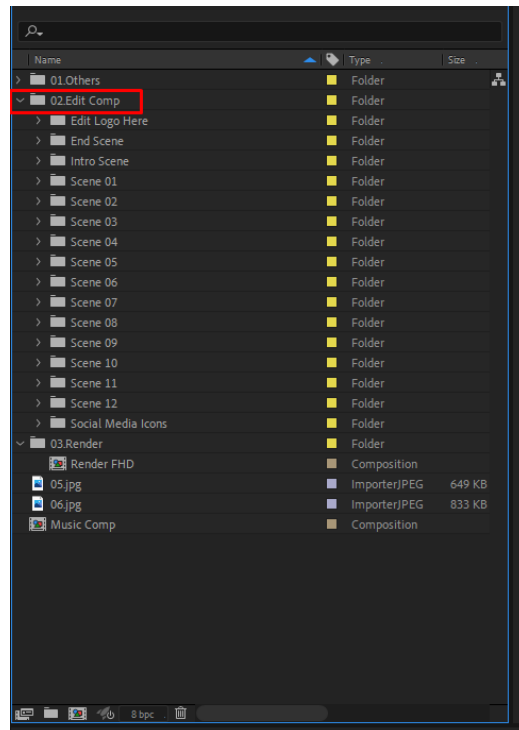 Name Type Size
01.Others Folder
02.Edit Comp Folder
Edit Logo Here Folder
End Scene Folder
Intro Scene Folder
Scene 01 Folder
Scene 02 Folder
Scene 03 Folder
Scene 04 Folder
Scene 05 Folder
Scene 06 Folder
Scene 07 Folder
Scene 08 Folder
Scene 09 Folder
Scene 10 Folder
Scene 11 Folder
Scene 12 Folder
Social Media Icons Folder
03.Render Folder
Render FHD Composition
05.jpg ImporterJPEG 649 KB
06.jpg ImporterJPEG 833 KB
Music Comp Composition
8 bpc